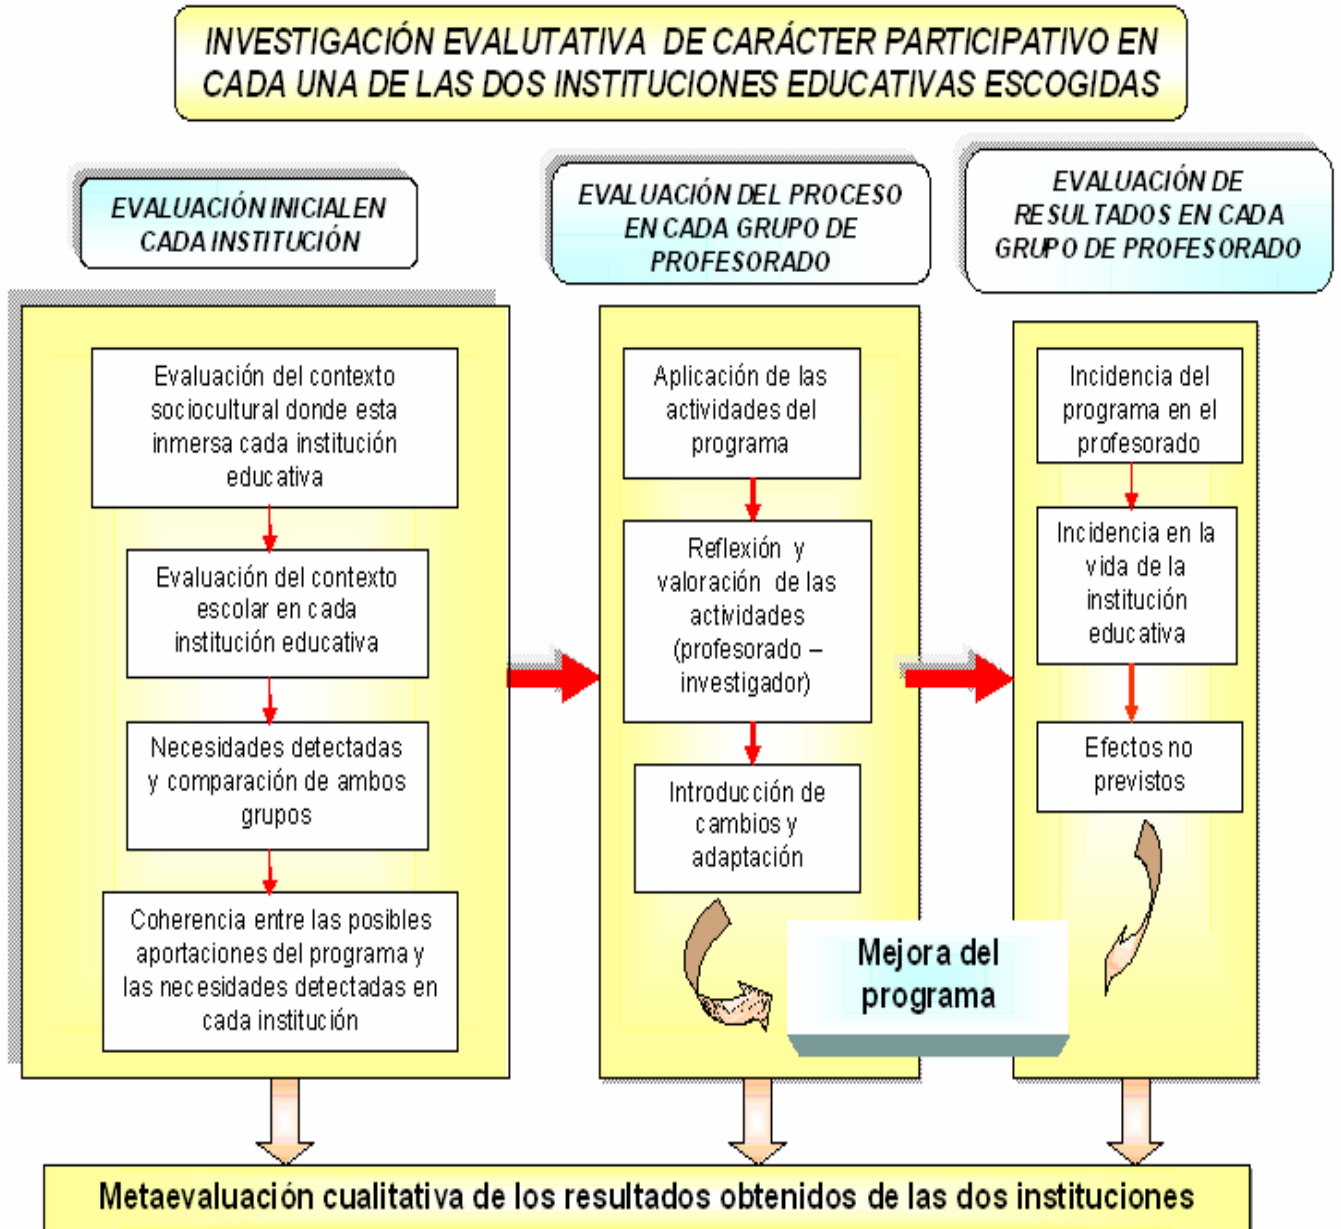 INVESTIGACIÓN EVALUTATIVA DE CARÁCTER PARTICIPATIVO EN
CADA UNA DE LAS DOS INSTITUCIONES EDUCATIVAS ESCOGIDAS
EVALUACIÓN INICIALEN
CADA INSTITUCIÓN
Evaluación del contexto
sociocultural donde esta
inmersa cada institución
educativa
Evaluación del contexto
escolar en cada
institución educativa
Necesidades detectadas
y comparación de ambos
grupos
Coherencia entre las posibles
aportaciones del programa y
las necesidades detectadas en
cada institución
EVALUACIÓN DEL PROCESO
EN CADA GRUPO DE
PROFESORADO
Aplicación de las
actividades del
programa
Reflexión y
valoración de las
actividades
(profesorado –
investigador)
Introducción de
cambios y
adaptación
EVALUACIÓN DE
RESULTADOS EN CADA
GRUPO DE PROFESORADO
Incidencia del
programa en el
profesorado
Incidencia en la
vida de la
institución
educativa
Efectos no
previstos
Mejora del
programa
Metaevaluación cualitativa de los resultados obtenidos de las dos instituciones